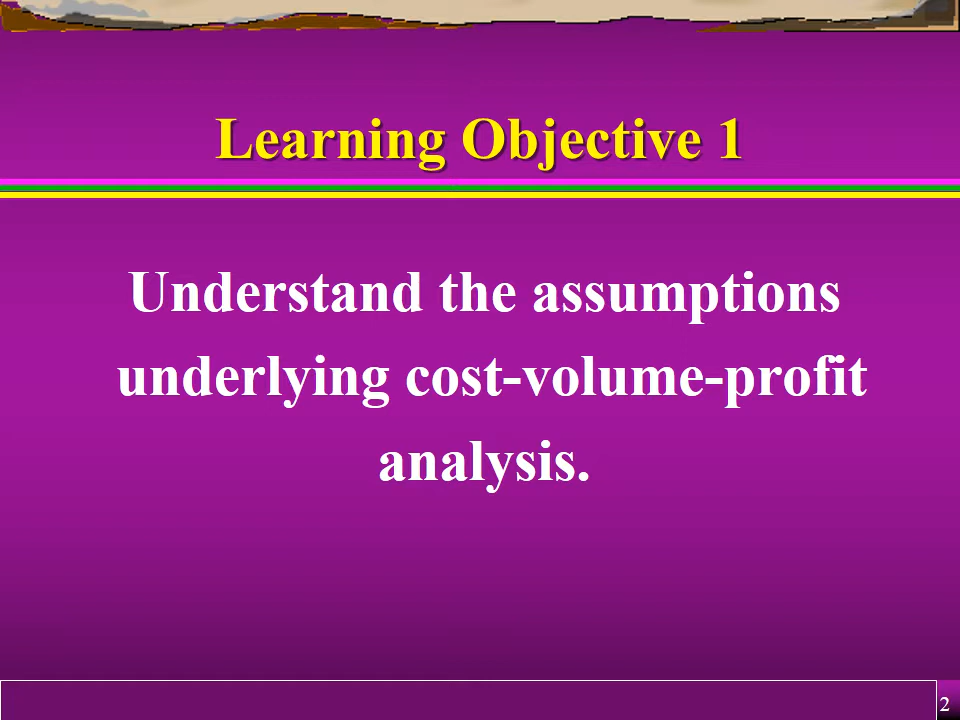 Learning Objective 1
Understand the assumptions
underlying cost-volume-profit
analysis.
2